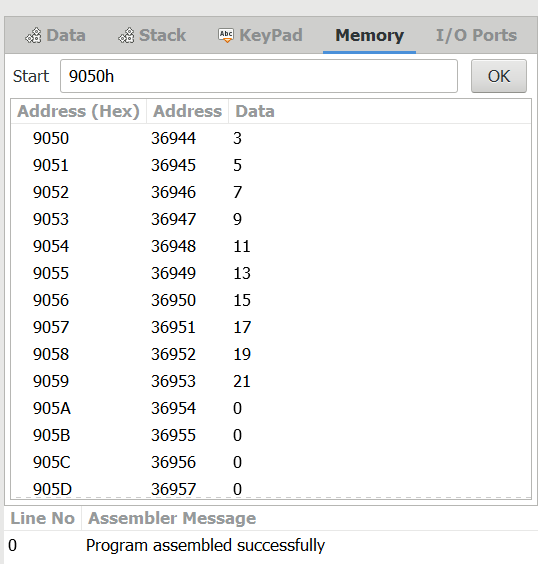 Data Stack Abc KeyPad Memory I/O Ports
Start 9050h OK
Address (Hex) Address Data
9050 36944 3
9051 36945 5
9052 36946 7
9053 36947 9
9054 36948 11
9055 36949 13
9056 36950 15
9057 36951 17
9058 36952 19
9059 36953 21
905A 36954 0
905B 36955 0
905C 36956 0
905D 36957 0
Line No Assembler Message
0 Program assembled successfully